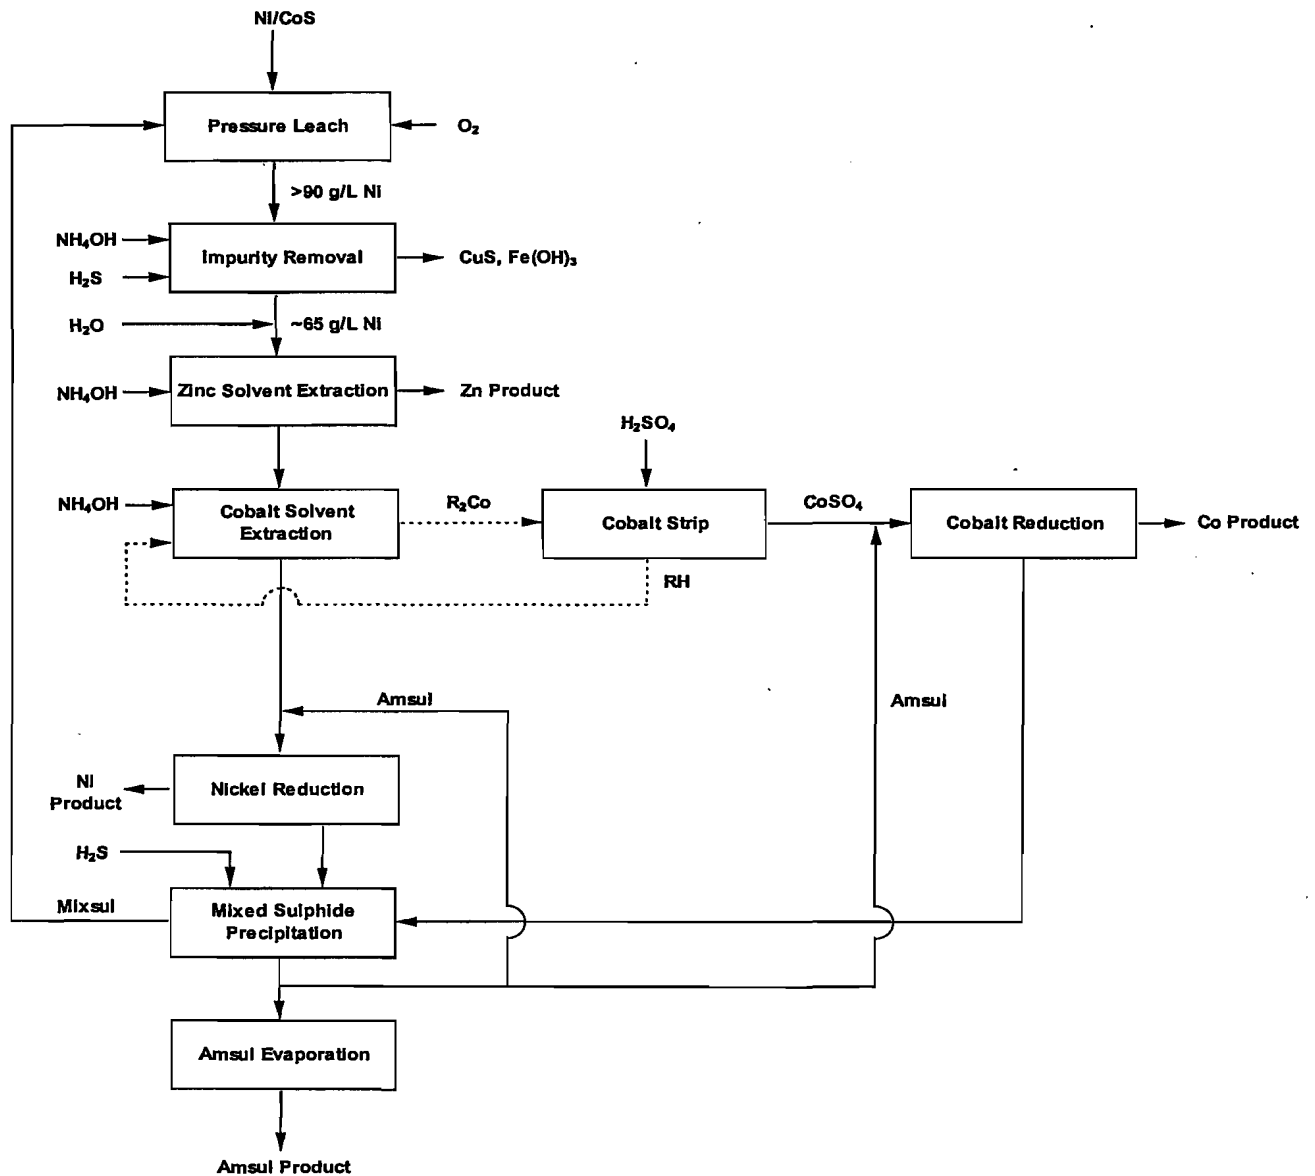 Ni/CoS
Pressure Leach
O₂
>90 g/L Ni
NH₄OH
Impurity Removal
CuS, Fe(OH)₃
H₂S
H₂O
~65 g/L Ni
NH₄OH
Zinc Solvent Extraction
Zn Product
H₂SO₄
NH₄OH
Cobalt Solvent
Extraction
R₂Co
Cobalt Strip
CoSO₄
Cobalt Reduction
Co Product
RH
Amsul
Amsul
Ni
Product
Nickel Reduction
H₂S
Mixsul
Mixed Sulphide
Precipitation
Amsul Evaporation
Amsul Product